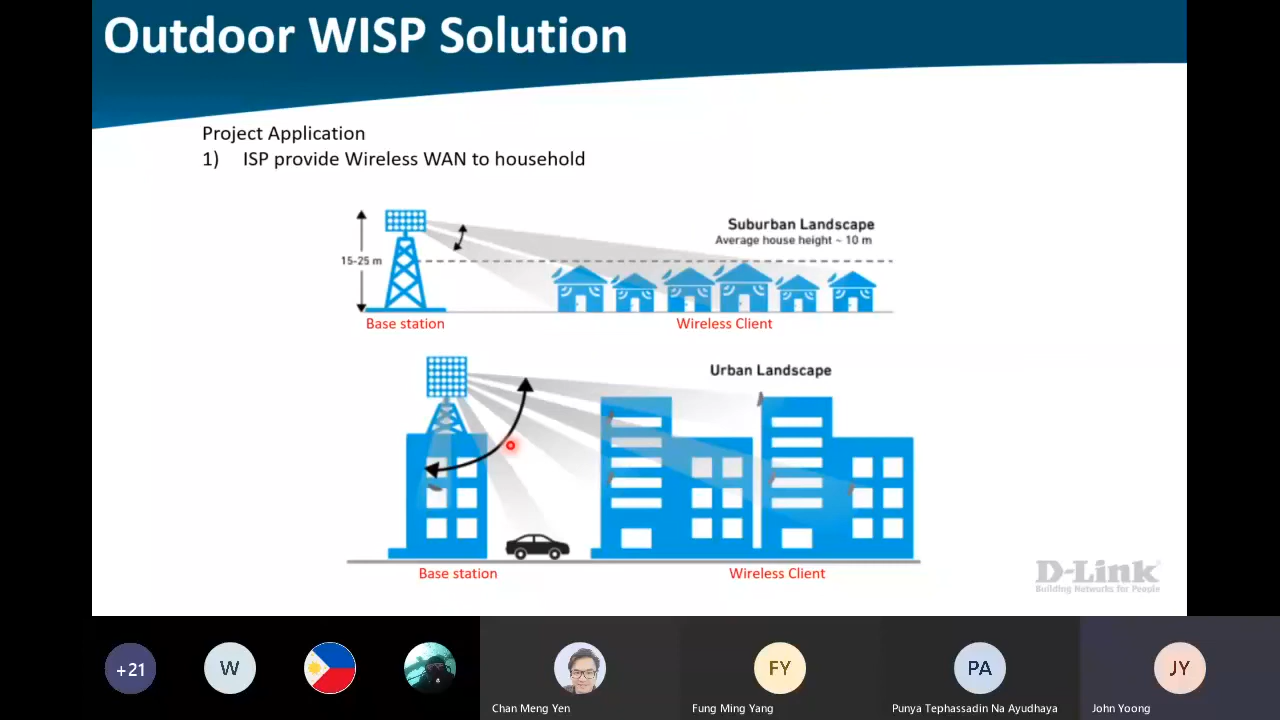 Outdoor WISP Solution
Project Application
1) ISP provide Wireless WAN to household
Suburban Landscape
Average house height ~ 10 m
15-25 m
Base station
Wireless Client
Urban Landscape
Base station
Wireless Client
D-Link
Building Networks for People
+21
W
FY
PA
JY
Chan Meng Yen
Fung Ming Yang
Punya Tephassadin Na Ayudhaya
John Yoong